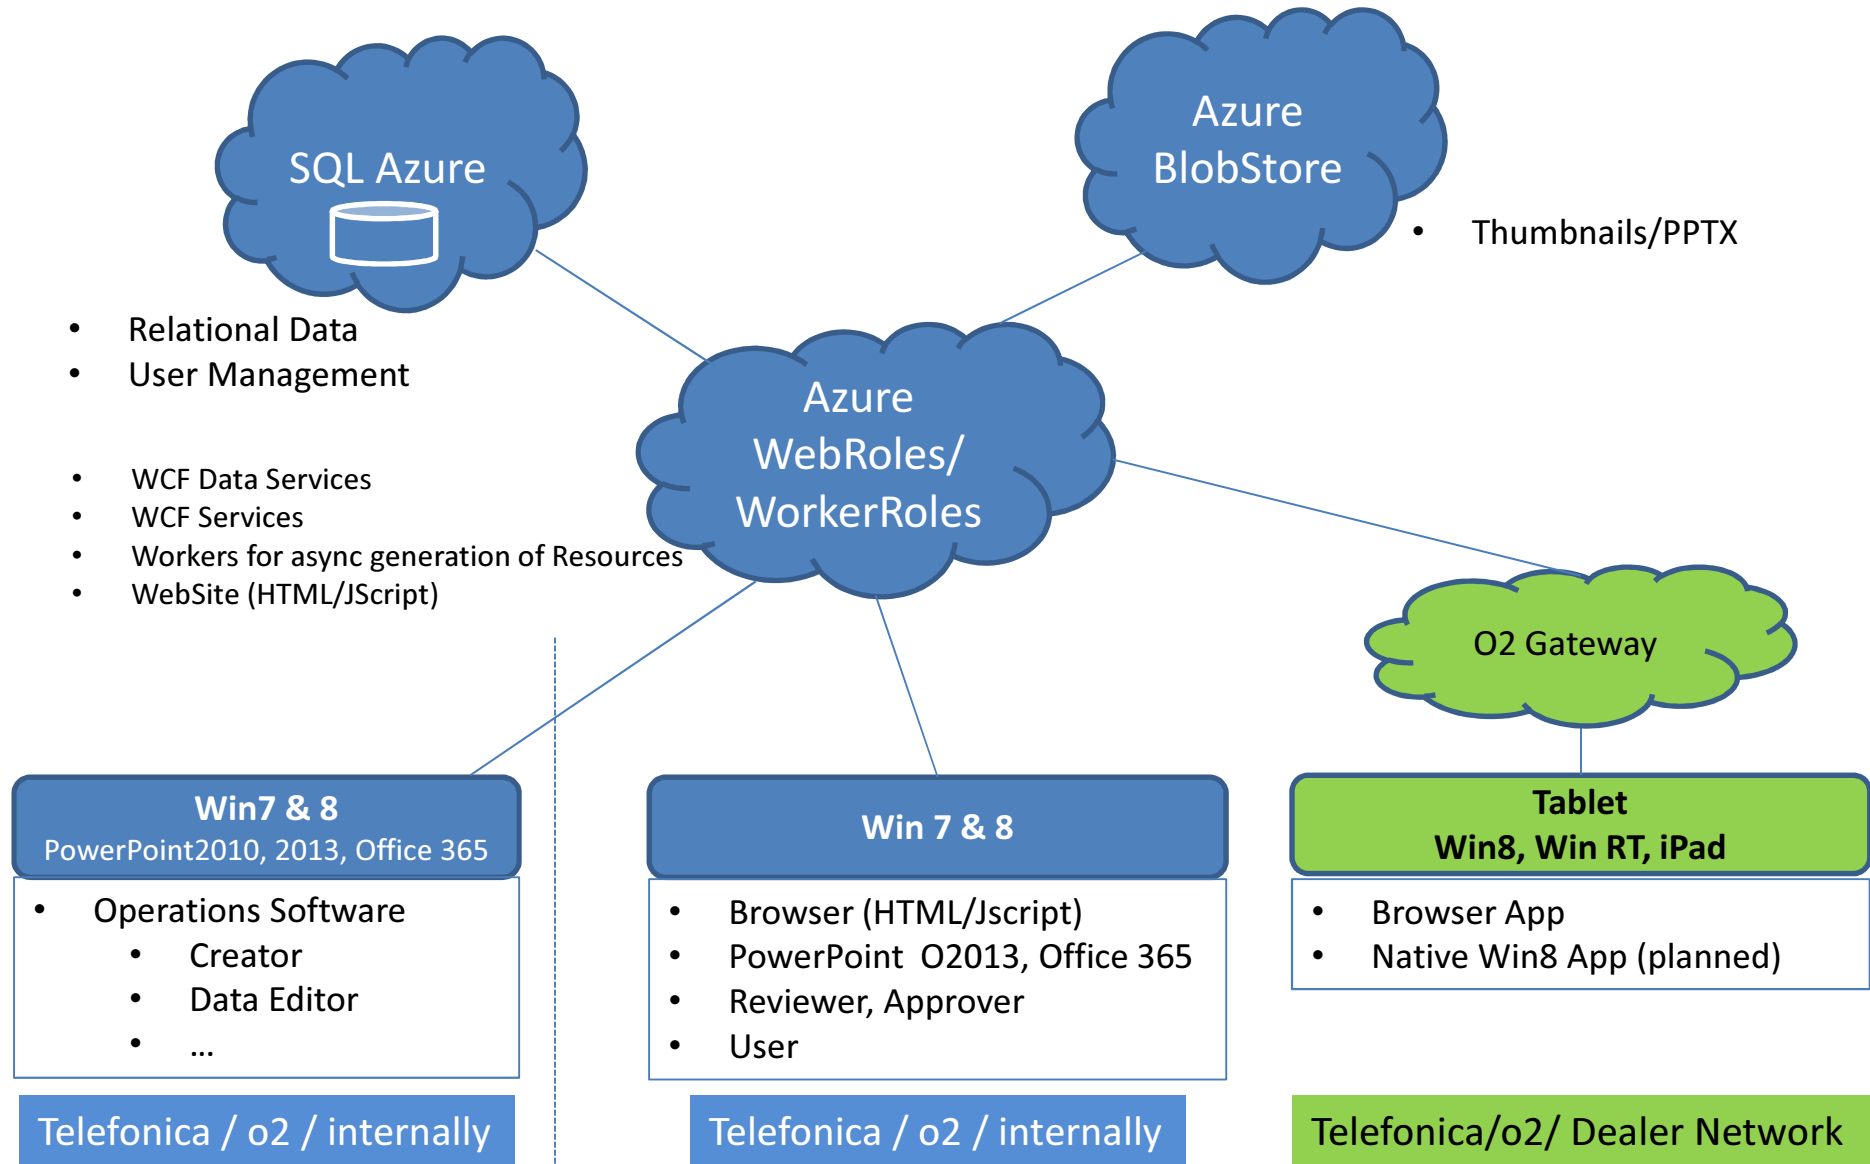 SQL Azure
Azure
BlobStore
• Thumbnails/PPTX
• Relational Data
• User Management
Azure
WebRoles/
WorkerRoles
• WCF Data Services
• WCF Services
• Workers for async generation of Resources
• WebSite (HTML/JScript)
O2 Gateway
Win7 & 8
PowerPoint2010, 2013, Office 365
• Operations Software
• Creator
• Data Editor
• ...
Telefonica / o2 / internally
Win 7 & 8
• Browser (HTML/Jscript)
• PowerPoint O2013, Office 365
• Reviewer, Approver
• User
Telefonica / o2 / internally
Tablet
Win8, Win RT, iPad
• Browser App
• Native Win8 App (planned)
Telefonica/o2/ Dealer Network